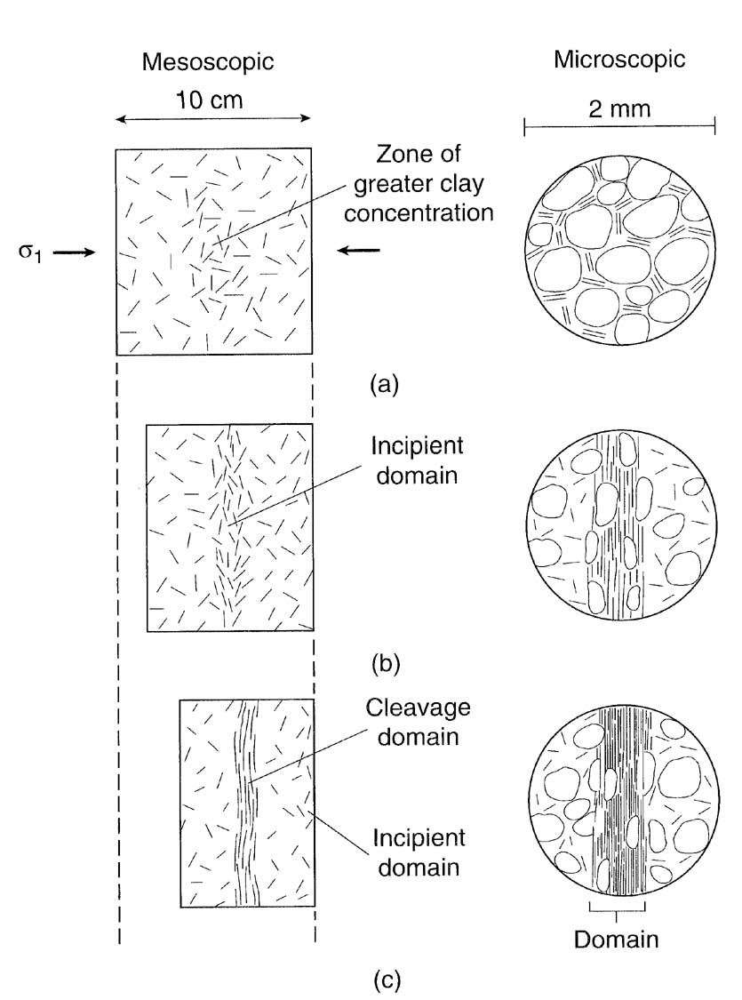 Mesoscopic
Microscopic
10 cm
2 mm
Zone of
greater clay
concentration
σ1
(a)
Incipient
domain
(b)
Cleavage
domain
Incipient
domain
Domain
(c)